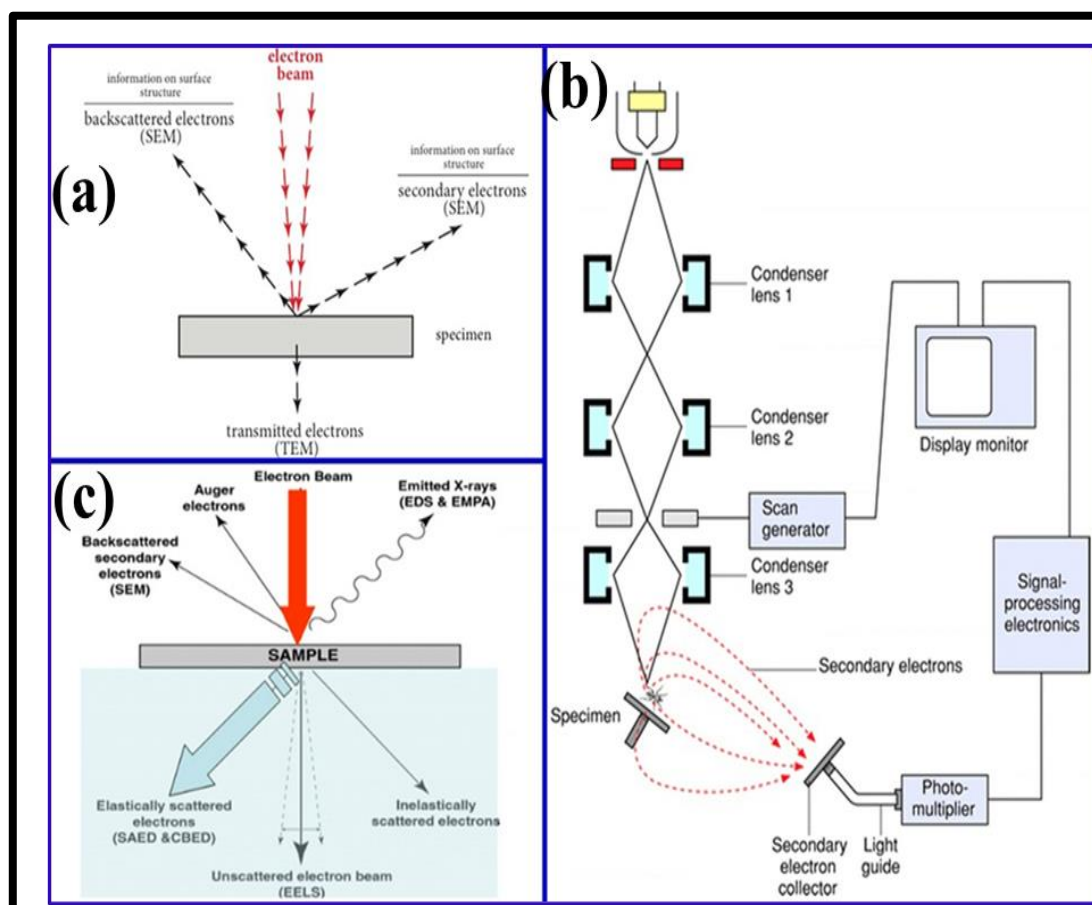 (a)
electron
beam
information on surface
structure
backscattered electrons
(SEM)
information on surface
structure
secondary electrons
(SEM)
specimen
transmitted electrons
(TEM)
(b)
Condenser
lens 1
Condenser
lens 2
Display monitor
Scan
generator
Condenser
lens 3
Signal-
processing
electronics
Secondary electrons
Specimen
Photo-
multiplier
Secondary
electron
collector
Light
guide
(c)
Electron Beam
Auger
electrons
Emitted X-rays
(EDS & EMPA)
Backscattered
secondary
electrons
(SEM)
SAMPLE
Elastically scattered
electrons
(SAED &CBED)
Inelastically
scattered electrons
Unscattered electron beam
(EELS)